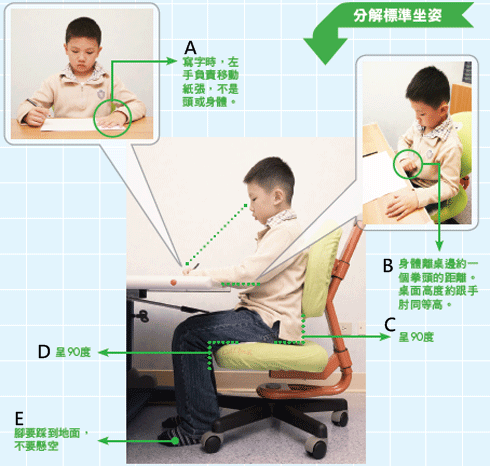 分解標準坐姿
A
寫字時，左
手負責移動
紙張，不是
頭或身體。
B
身體離桌邊約一
個拳頭的距離。
桌面高度約跟手
肘同等高。
C
呈90度
D
呈90度
E
腳要踩到地面，
不要懸空